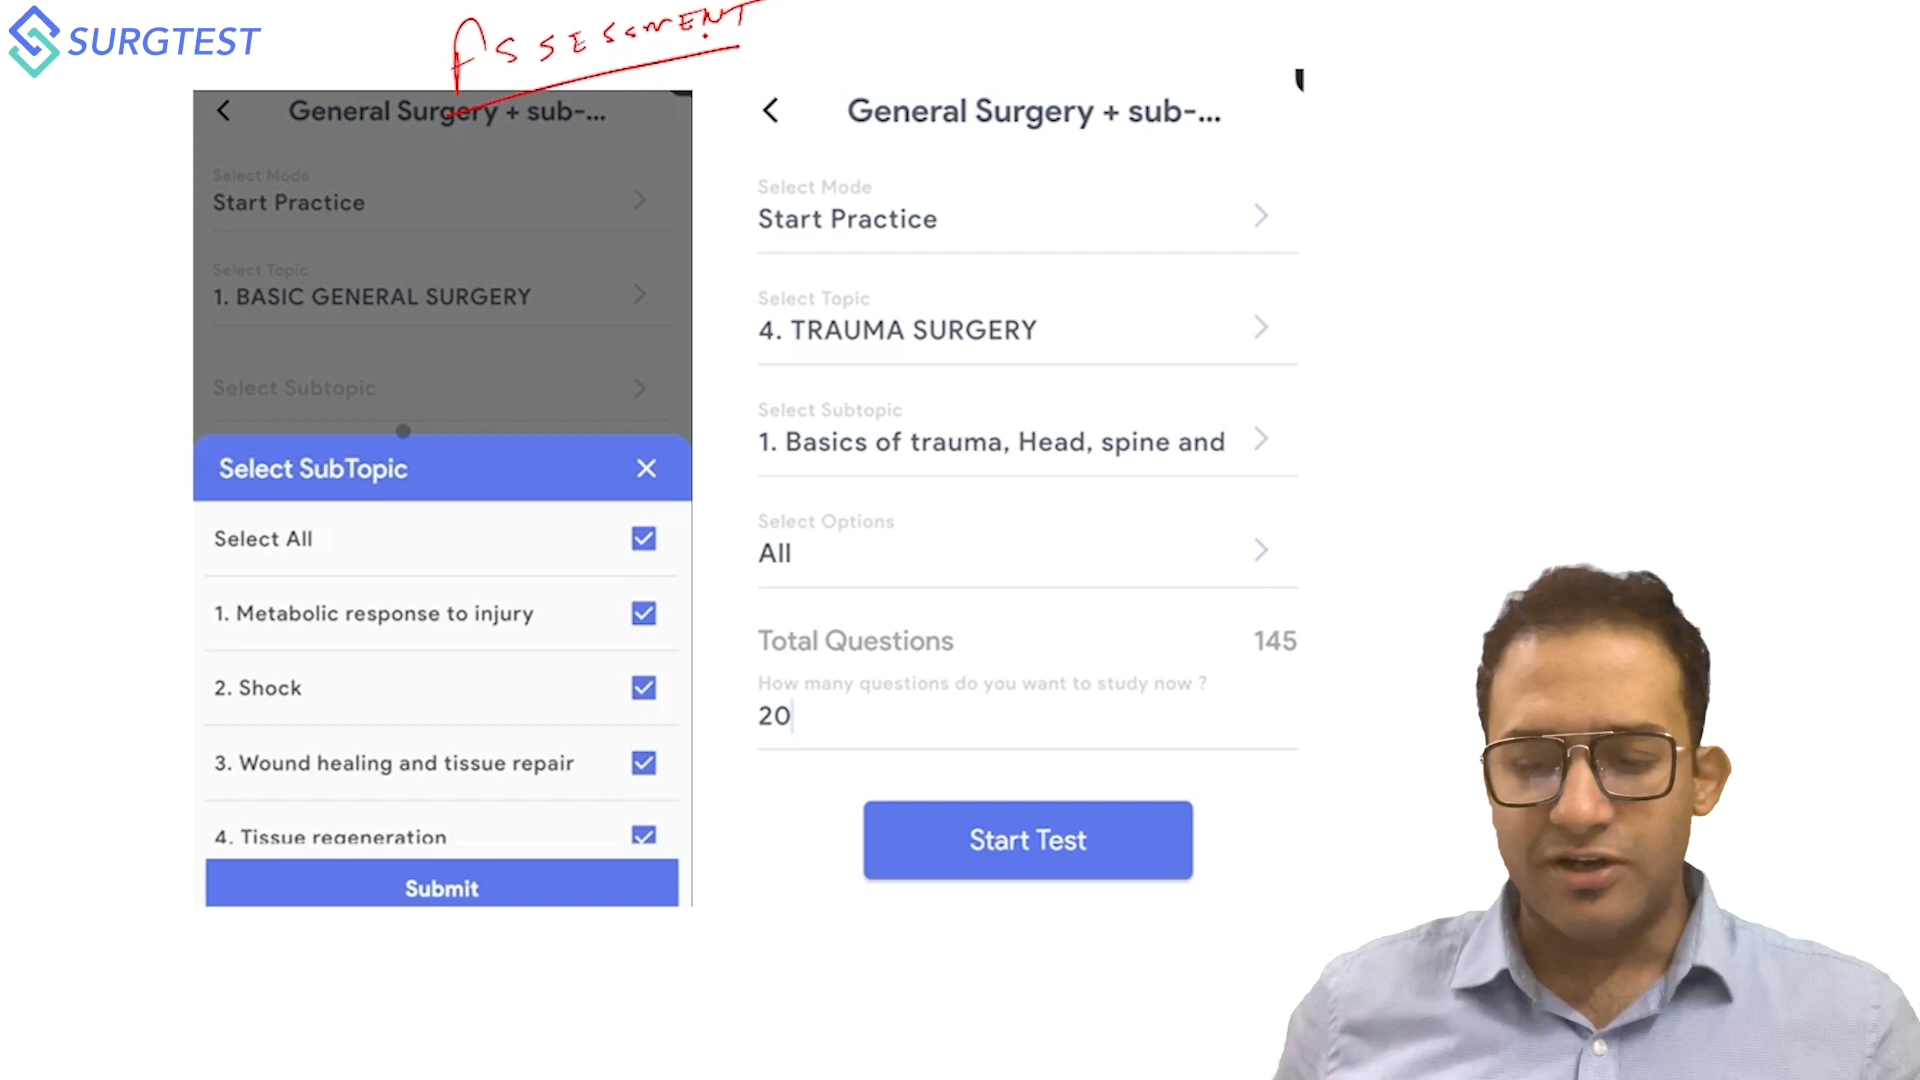 SURGTEST
ASSESSMENT
General Surgery + sub-...
Select Mode
Start Practice
Select Topic
1. BASIC GENERAL SURGERY
Select Subtopic
Select SubTopic
Select All
1. Metabolic response to injury
2. Shock
3. Wound healing and tissue repair
4. Tissue regeneration
Submit
General Surgery + sub-...
Select Mode
Start Practice
Select Topic
4. TRAUMA SURGERY
Select Subtopic
1. Basics of trauma, Head, spine and
Select Options
All
Total Questions 145
How many questions do you want to study now ?
20
Start Test